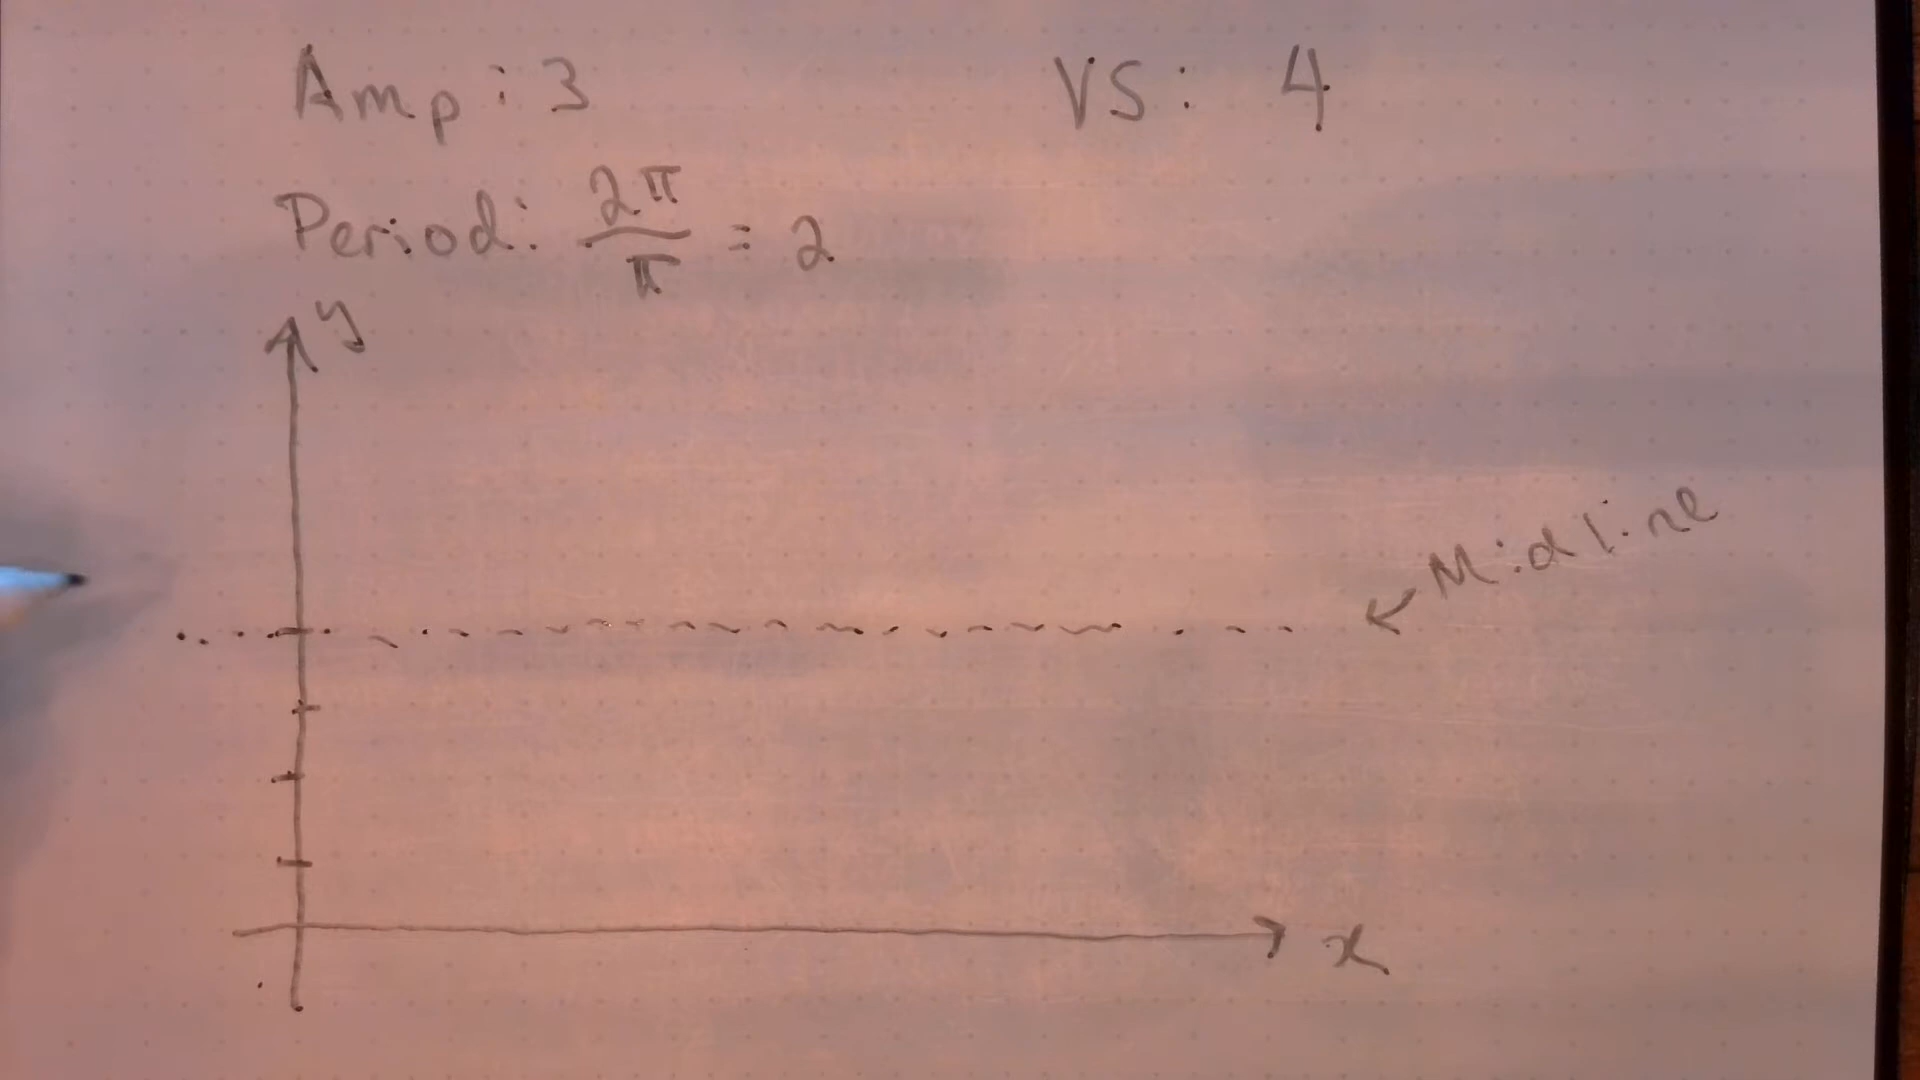 Amp: 3
VS: 4
Period: 2π/π = 2
y
Midline
x